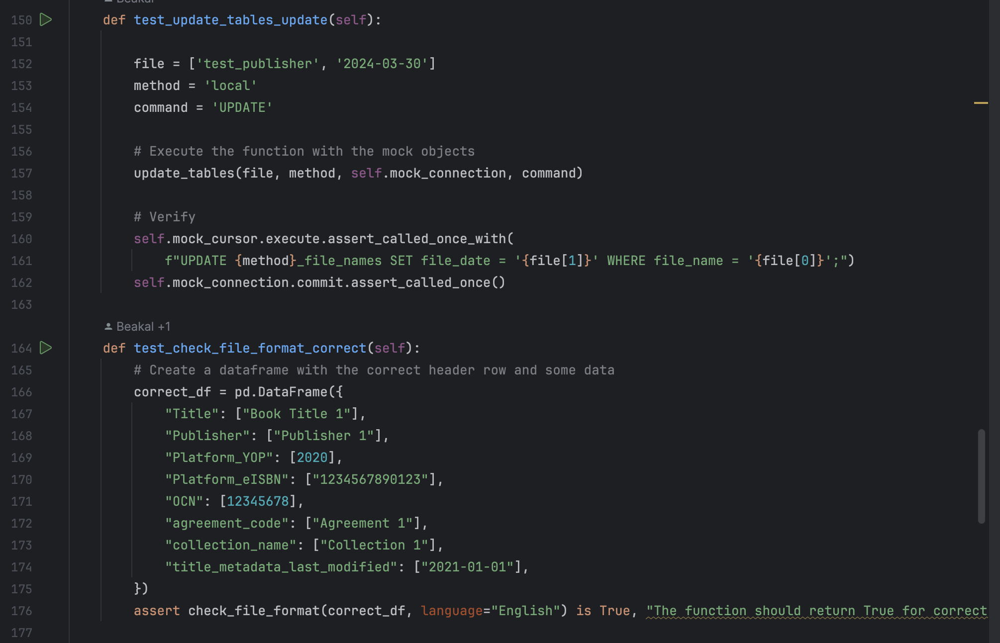 Beakal
150 def test_update_tables_update(self):
151
152 file = ['test_publisher', '2024-03-30']
153 method = 'local'
154 command = 'UPDATE'
155
156 # Execute the function with the mock objects
157 update_tables(file, method, self.mock_connection, command)
158
159 # Verify
160 self.mock_cursor.execute.assert_called_once_with(
161 f"UPDATE {method}_file_names SET file_date = '{file[1]}' WHERE file_name = '{file[0]}';")
162 self.mock_connection.commit.assert_called_once()
163
Beakal +1
164 def test_check_file_format_correct(self):
165 # Create a dataframe with the correct header row and some data
166 correct_df = pd.DataFrame({
167 "Title": ["Book Title 1"],
168 "Publisher": ["Publisher 1"],
169 "Platform_YOP": [2020],
170 "Platform_eISBN": ["1234567890123"],
171 "OCN": [12345678],
172 "agreement_code": ["Agreement 1"],
173 "collection_name": ["Collection 1"],
174 "title_metadata_last_modified": ["2021-01-01"],
175 })
176 assert check_file_format(correct_df, language="English") is True, "The function should return True for correct
177